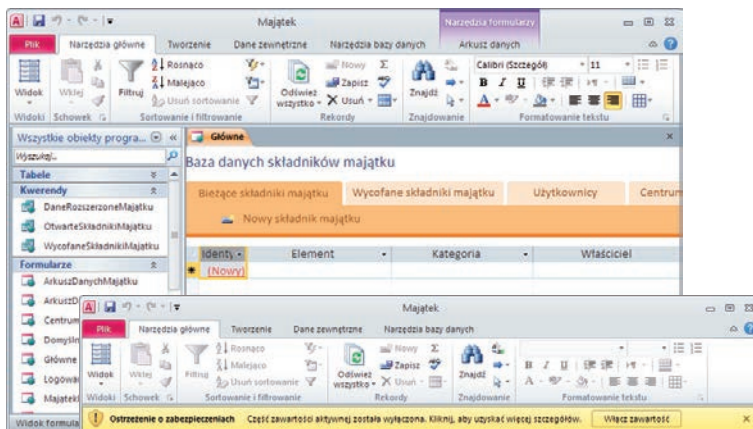 Majątek
Narzędzia formularzy
Plik Narzędzia główne Tworzenie Dane zewnętrzne Narzędzia bazy danych Arkusz danych
Widok Wklej Filtruj Rosnąco Malejąco Usuń sortowanie Odśwież wszystko Nowy Zapisz Usuń Znajdź Calibri (Szczegół) 11
B I U
Widoki Schowek Sortowanie i filtrowanie Rekordy Znajdowanie Formatowanie tekstu
Wszystkie obiekty progra... «
Wyszukaj...
Tabele
Kwerendy
DaneRozszerzoneMajątku
OtwarteSkładnikiMajątku
WycofaneSkładnikiMajątku
Formularze
ArkuszDanychMajątku
ArkuszD
Centrum
Domyśln
Główne
Logowa
Majątekl
Widok formula
Główne
Baza danych składników majątku
Bieżące składniki majątku Wycofane składniki majątku Użytkownicy Centrum
Nowy składnik majątku
Identy Element Kategoria Właściciel
* (Nowy)
Majątek
Plik Narzędzia główne Tworzenie Dane zewnętrzne Narzędzia bazy danych
Widok Wklej Filtruj Rosnąco Malejąco Usuń sortowanie Odśwież wszystko Nowy Zapisz Usuń Znajdź
B I U
Widoki Schowek Sortowanie i filtrowanie Rekordy Znajdowanie Formatowanie tekstu
Ostrzeżenie o zabezpieczeniach Część zawartości aktywnej została wyłączona. Kliknij, aby uzyskać więcej szczegółów. Włącz zawartość